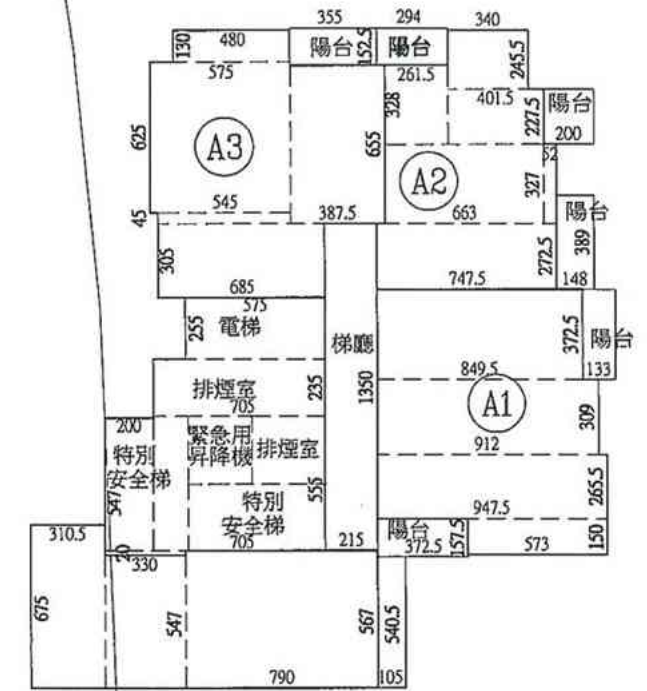 355 294 340
130 480 陽台 152.5 陽台 245.5
575 261.5
328 401.5 227.5 陽台
200
625 A3 655 52
A2 327
545 387.5 663 陽台
45
305 272.5 389
685 747.5 148
575
255 電梯 梯廳 372.5 陽台
849.5 133
排煙室 235 1350 A1 309
705
200 緊急用
昇降機 排煙室 912
特別
安全梯
547 特別
安全梯 555 947.5 265.5
陽台
310.5 20 705 215 372.5 157.5 573 150
330
675 547 567 540.5
790 105